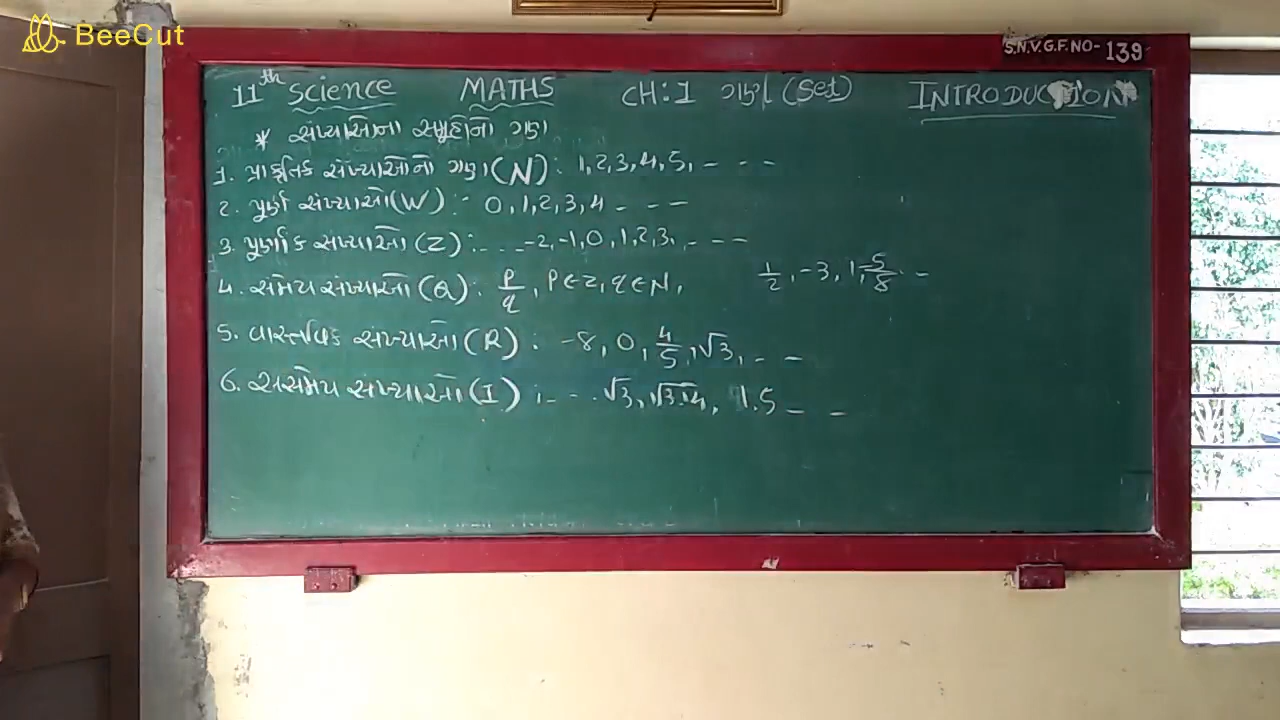 BeeCut
S.N.V.G.F.NO- 139
11th Science MATHS CH:1 ગણ (Set) INTRODUCTION
* સંખ્યાઓના સમૂહોનો ગણ
1. પ્રાકૃતિક સંખ્યાઓનો ગણ (N) : 1, 2, 3, 4, 5, - - -
2. પૂર્ણ સંખ્યાઓ (W) :- 0, 1, 2, 3, 4 - - -
3. પૂર્ણાંક સંખ્યાઓ (Z) : - - -2, -1, 0, 1, 2, 3, - - -
4. સંમેય સંખ્યાઓ (Q) : p/q, P∈Z, q∈N, 1/2, -3, 1, 5/8 - -
5. વાસ્તવિક સંખ્યાઓ (R) : -8, 0, 4/5, √3, - -
6. અસંમેય સંખ્યાઓ (I) : - - √3, √3.14, 1.5 - -